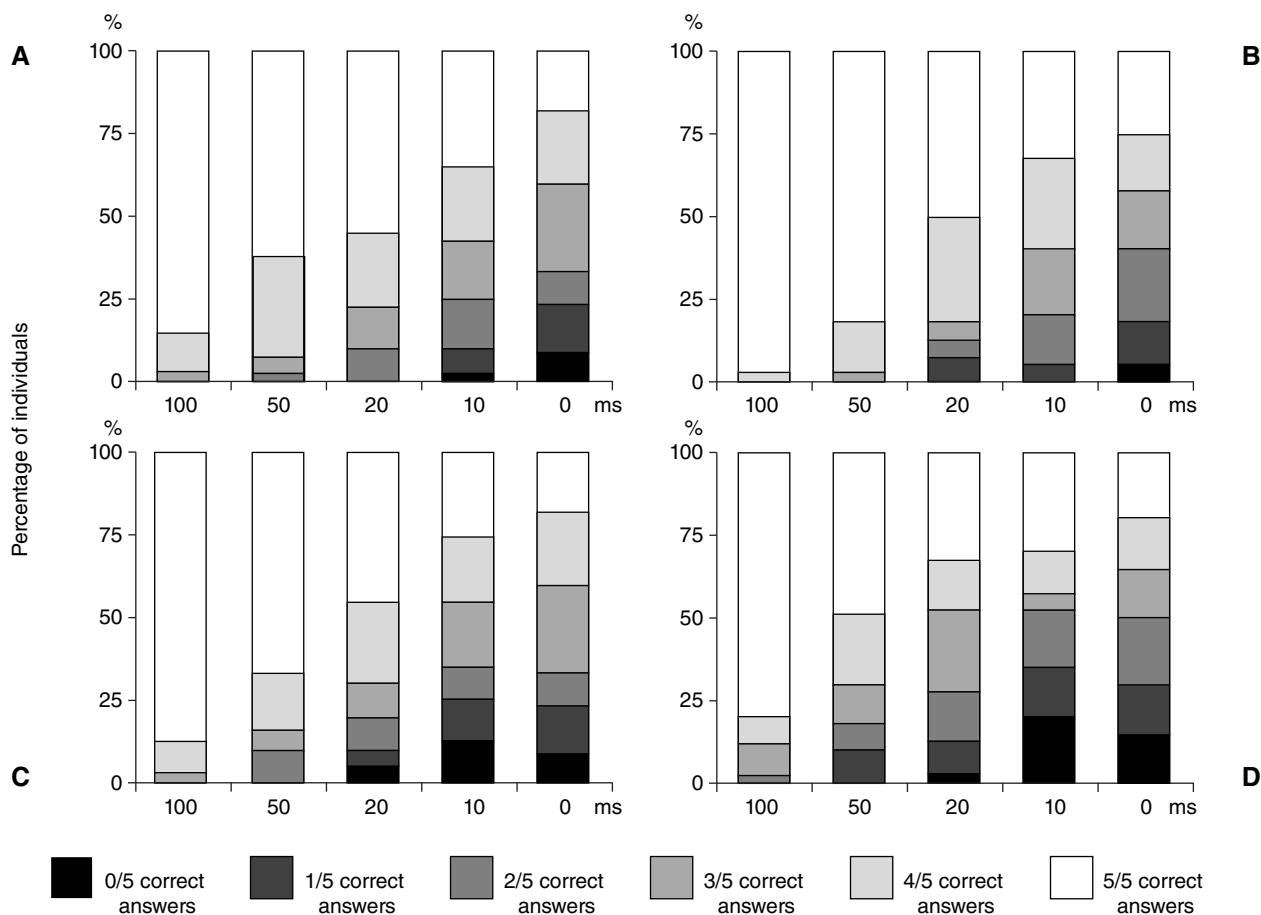 A
B
Percentage of individuals
%
100
75
50
25
0
100 50 20 10 0 ms
%
100
75
50
25
0
100 50 20 10 0 ms
C
D
%
100
75
50
25
0
100 50 20 10 0 ms
%
100
75
50
25
0
100 50 20 10 0 ms
0/5 correct
answers
1/5 correct
answers
2/5 correct
answers
3/5 correct
answers
4/5 correct
answers
5/5 correct
answers